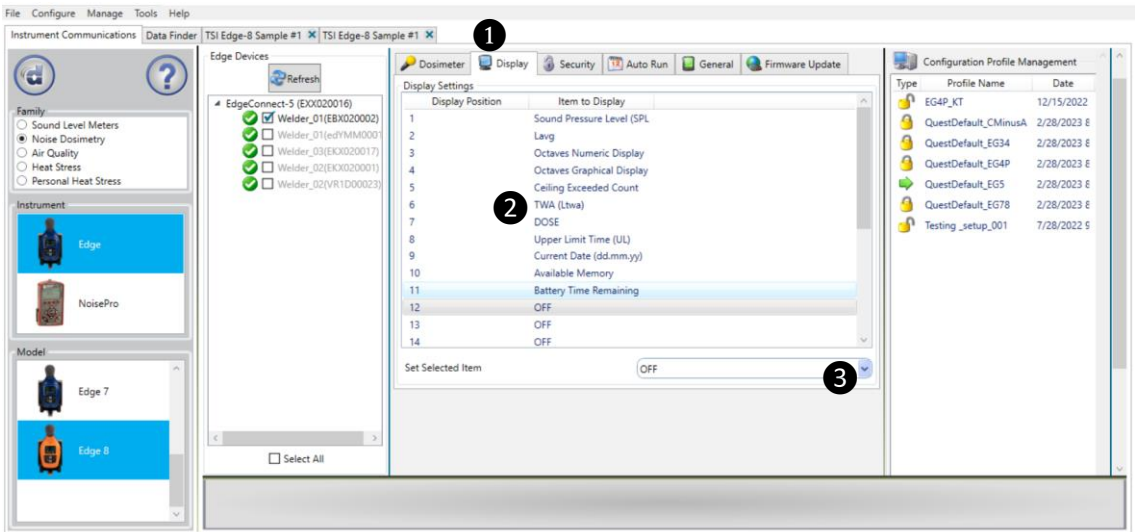 File Configure Manage Tools Help
Instrument Communications Data Finder TSI Edge-8 Sample #1 TSI Edge-8 Sample #1
1
Family
Sound Level Meters
Noise Dosimetry
Air Quality
Heat Stress
Personal Heat Stress
Instrument
Edge
NoisePro
Model
Edge 7
Edge 8
Edge Devices
Refresh
EdgeConnect-5 (EXX020016)
Welder_01(EBX020002)
Welder_01(edYMM0001
Welder_03(EKX020017)
Welder_02(EKX020001)
Welder_02(VR1D00023)
Select All
Dosimeter Display Security Auto Run General Firmware Update
Display Settings
Display Position Item to Display
1 Sound Pressure Level (SPL
2 Lavg
3 Octaves Numeric Display
4 Octaves Graphical Display
5 Ceiling Exceeded Count
2
6 TWA (Ltwa)
7 DOSE
8 Upper Limit Time (UL)
9 Current Date (dd.mm.yy)
10 Available Memory
11 Battery Time Remaining
12 OFF
13 OFF
14 OFF
Set Selected Item OFF
3
Configuration Profile Management
Type Profile Name Date
EG4P_KT 12/15/2022
QuestDefault_CMinusA 2/28/2023 8
QuestDefault_EG34 2/28/2023 8
QuestDefault_EG4P 2/28/2023 8
QuestDefault_EG5 2/28/2023 8
QuestDefault_EG78 2/28/2023 8
Testing _setup_001 7/28/2022 9